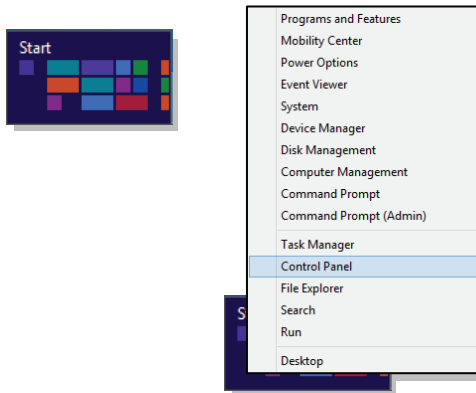 Start
Programs and Features
Mobility Center
Power Options
Event Viewer
System
Device Manager
Disk Management
Computer Management
Command Prompt
Command Prompt (Admin)
Task Manager
Control Panel
File Explorer
Search
Run
Desktop